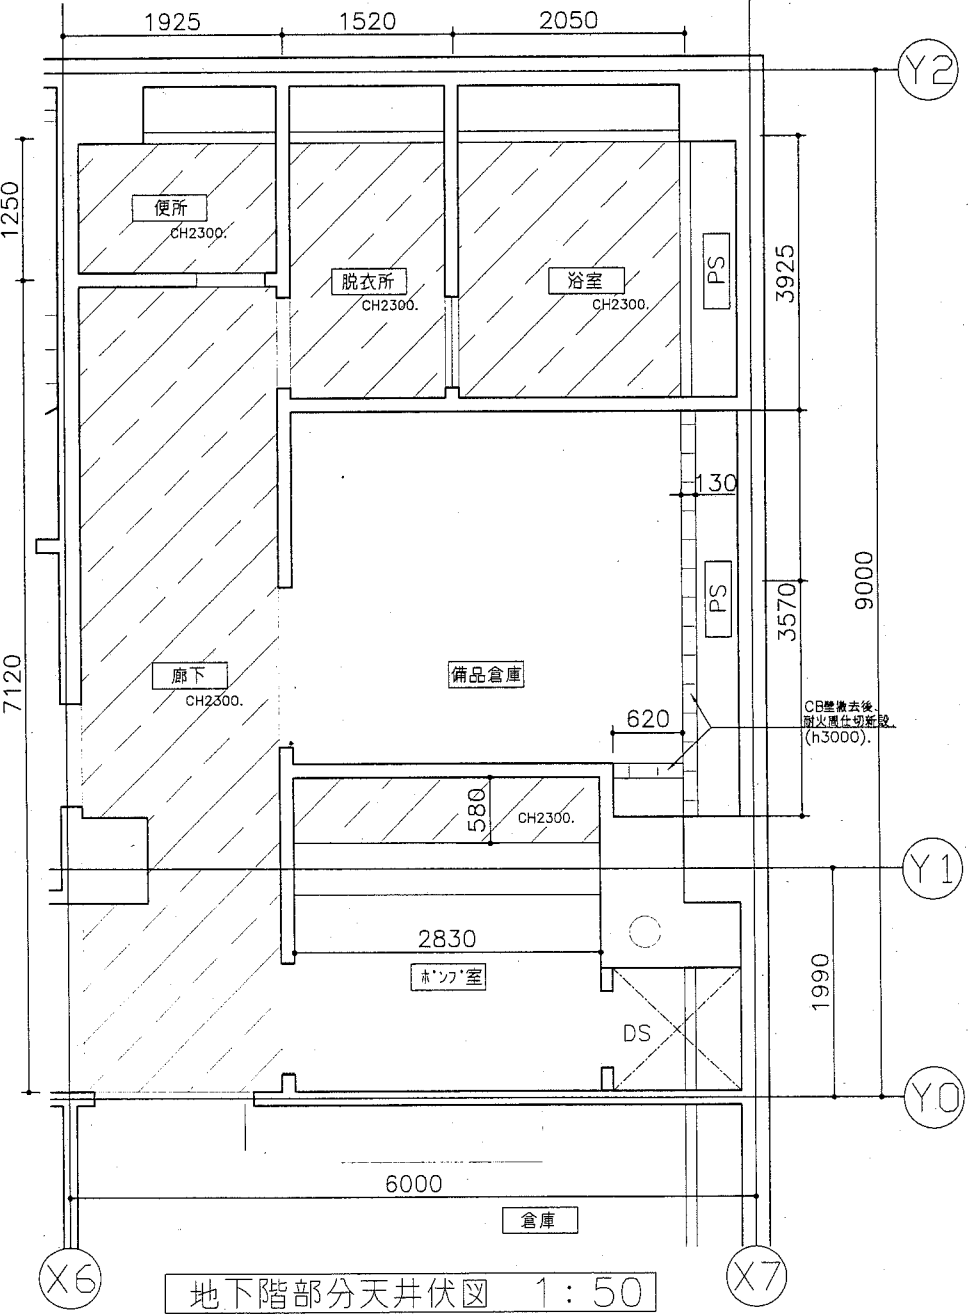 1925
1520
2050
Y2
1250
便所
CH2300.
脱衣所
CH2300.
浴室
CH2300.
PS
3925
130
9000
PS
3570
7120
廊下
CH2300.
備品倉庫
620
CB壁撤去後、
耐火間仕切新設
(h3000).
580
CH2300.
Y1
2830
ﾎﾟﾝﾌﾟ室
1990
DS
Y0
6000
倉庫
X6
X7
地下階部分天井伏図 1:50